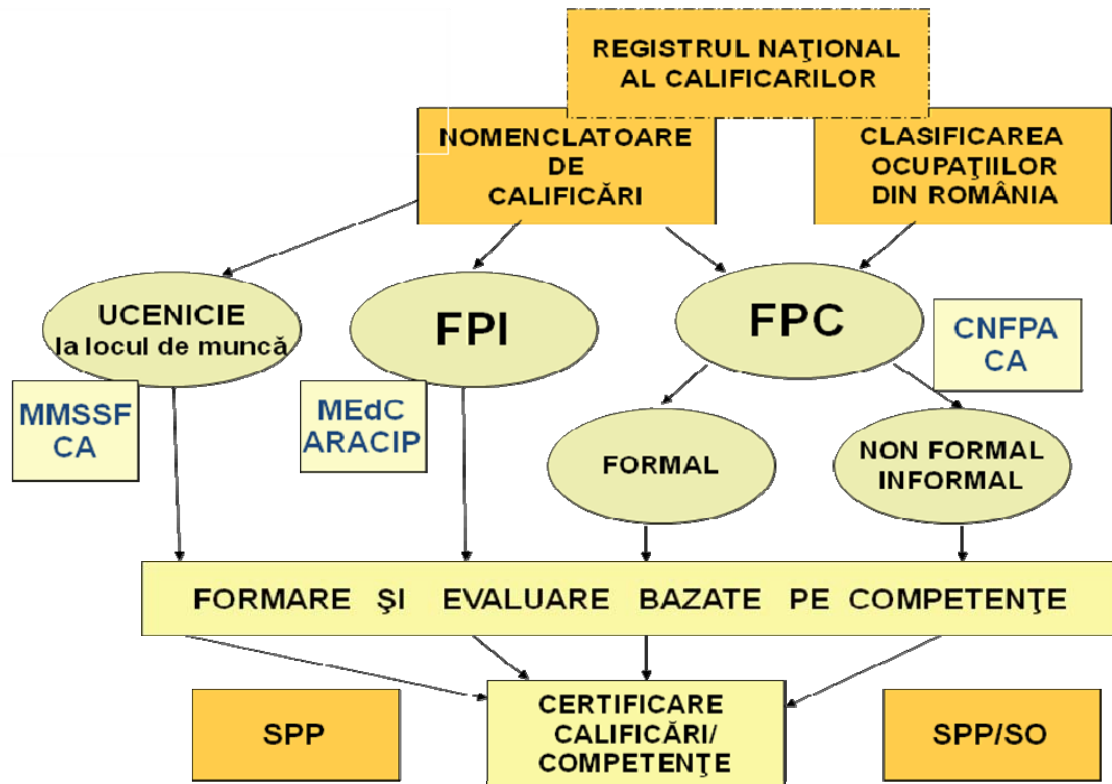 REGISTRUL NAŢIONAL
AL CALIFICARILOR
NOMENCLATOARE
DE
CALIFICĂRI
CLASIFICAREA
OCUPAŢIILOR
DIN ROMÂNIA
UCENICIE
la locul de muncă
FPI
FPC
CNFPA
CA
MMSSF
CA
MEdC
ARACIP
FORMAL
NON FORMAL
INFORMAL
FORMARE ŞI EVALUARE BAZATE PE COMPETENŢE
SPP
CERTIFICARE
CALIFICĂRI/
COMPETENŢE
SPP/SO